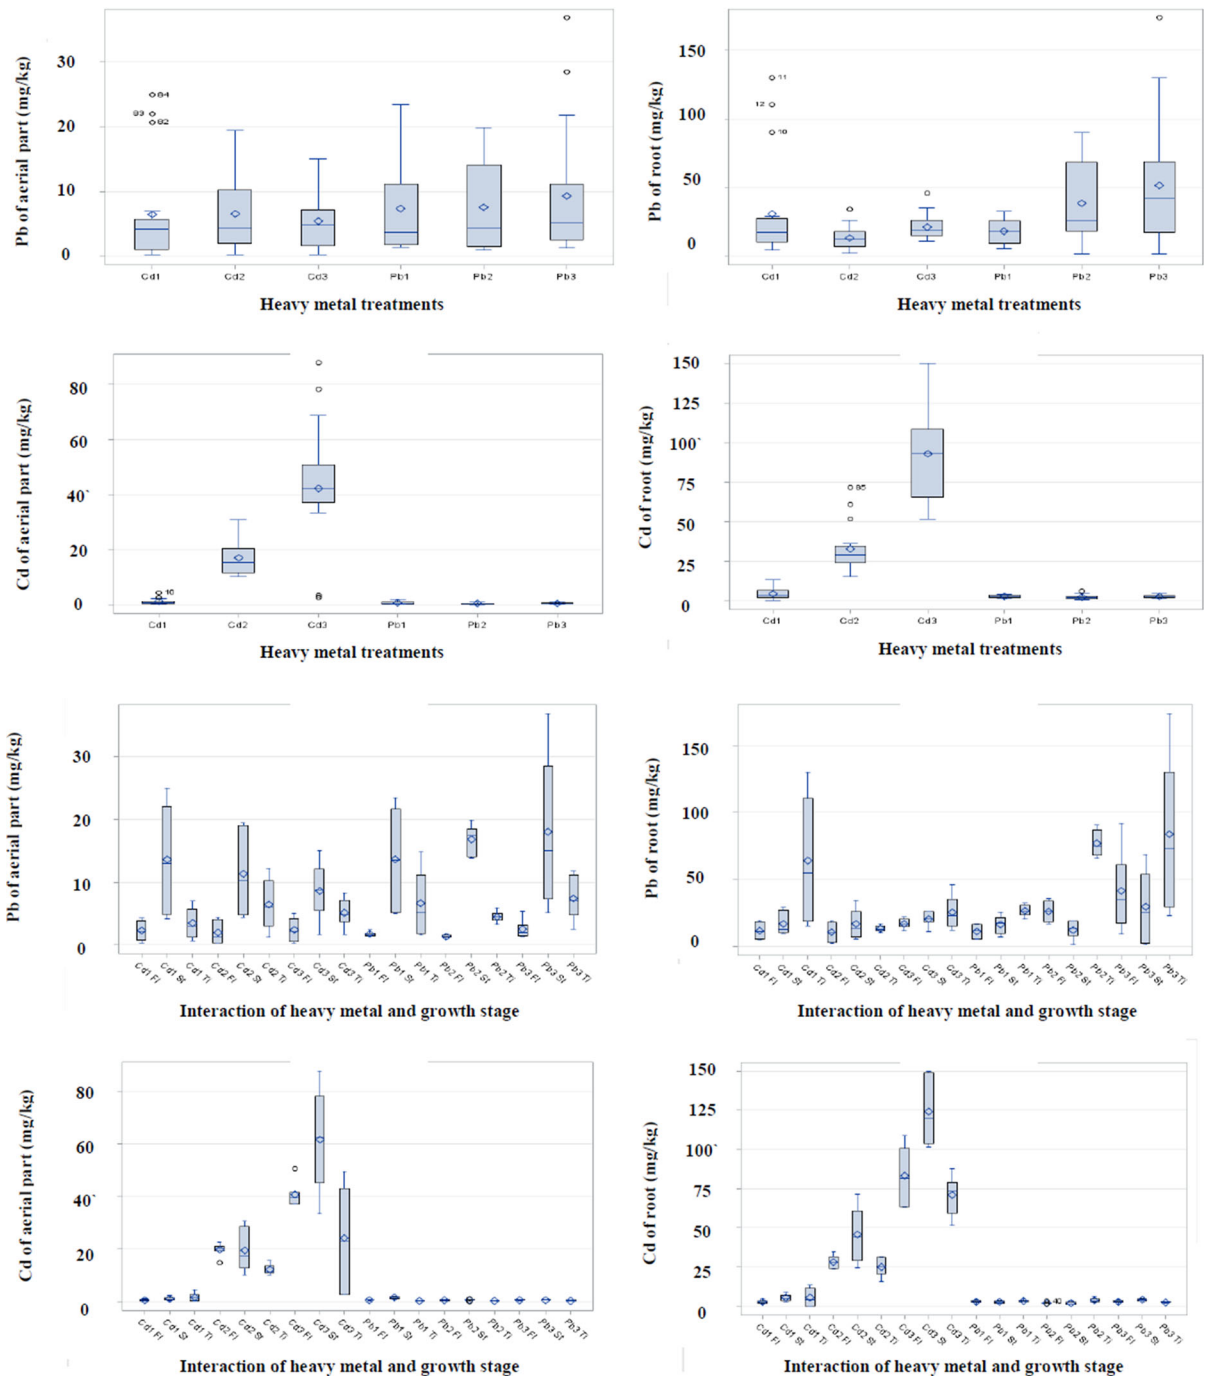 Pb of aerial part (mg/kg)
30
20
10
0
84
83
82
Cd1 Cd2 Cd3 Pb1 Pb2 Pb3
Heavy metal treatments
Pb of root (mg/kg)
150
100
50
0
11
12
10
Cd1 Cd2 Cd3 Pb1 Pb2 Pb3
Heavy metal treatments
Cd of aerial part (mg/kg)
80
60
40`
20
0
10
Cd1 Cd2 Cd3 Pb1 Pb2 Pb3
Heavy metal treatments
Cd of root (mg/kg)
150
125
100`
75
50
25
0
85
Cd1 Cd2 Cd3 Pb1 Pb2 Pb3
Heavy metal treatments
Pb of aerial part (mg/kg)
30
20
10
0
Cd1 Fl Cd1 St Cd1 Ti Cd2 Fl Cd2 St Cd2 Ti Cd3 Fl Cd3 St Cd3 Ti Pb1 Fl Pb1 St Pb1 Ti Pb2 Fl Pb2 St Pb2 Ti Pb3 Fl Pb3 St Pb3 Ti
Interaction of heavy metal and growth stage
Pb of root (mg/kg)
150
100
50
0
Cd1 Fl Cd1 St Cd1 Ti Cd2 Fl Cd2 St Cd2 Ti Cd3 Fl Cd3 St Cd3 Ti Pb1 Fl Pb1 St Pb1 Ti Pb2 Fl Pb2 St Pb2 Ti Pb3 Fl Pb3 St Pb3 Ti
Interaction of heavy metal and growth stage
Cd of aerial part (mg/kg)
80
60
40`
20
0
Cd1 Fl Cd1 St Cd1 Ti Cd2 Fl Cd2 St Cd2 Ti Cd3 Fl Cd3 St Cd3 Ti Pb1 Fl Pb1 St Pb1 Ti Pb2 Fl Pb2 St Pb2 Ti Pb3 Fl Pb3 St Pb3 Ti
Interaction of heavy metal and growth stage
Cd of root (mg/kg)
150
125
100`
75
50
25
0
Cd1 Fl Cd1 St Cd1 Ti Cd2 Fl Cd2 St Cd2 Ti Cd3 Fl Cd3 St Cd3 Ti Pb1 Fl Pb1 St Pb1 Ti Pb2 Fl Pb2 St Pb2 Ti Pb3 Fl Pb3 St Pb3 Ti
Interaction of heavy metal and growth stage